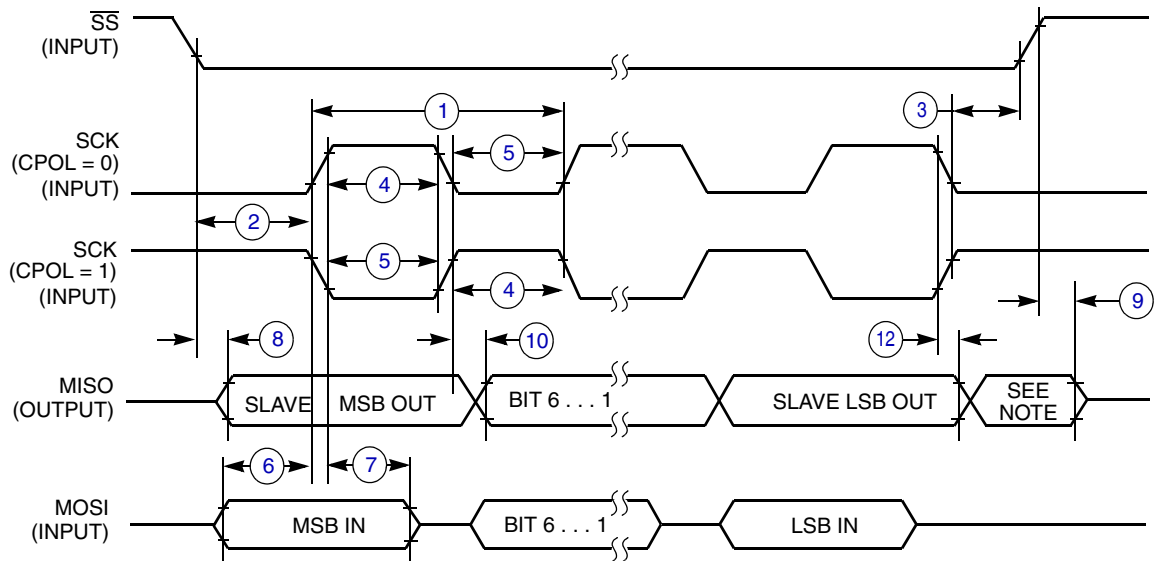 SS
(INPUT)
1
3
SCK
(CPOL = 0)
(INPUT)
5
4
2
SCK
(CPOL = 1)
(INPUT)
5
4
9
8
10
12
MISO
(OUTPUT)
SLAVE
MSB OUT
BIT 6 . . . 1
SLAVE LSB OUT
SEE
NOTE
6
7
MOSI
(INPUT)
MSB IN
BIT 6 . . . 1
LSB IN